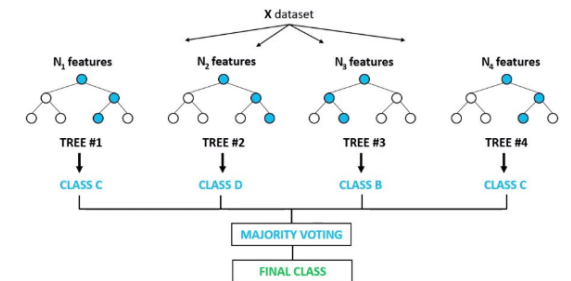 X dataset
N₁ features
N₂ features
N₃ features
N₄ features
TREE #1
TREE #2
TREE #3
TREE #4
CLASS C
CLASS D
CLASS B
CLASS C
MAJORITY VOTING
FINAL CLASS